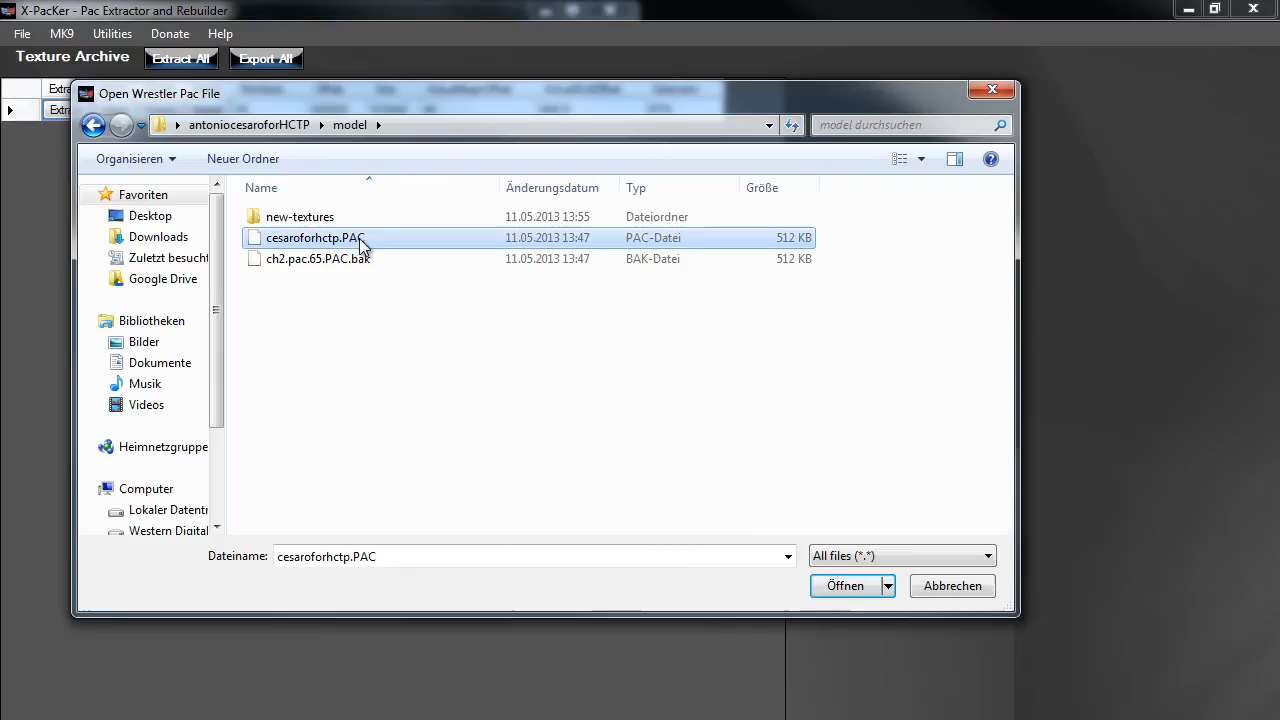 X-PacKer - Pac Extractor and Rebuilder
File MK9 Utilities Donate Help
Texture Archive Extract All Export All
Extra
Extra
Open Wrestler Pac File
antoniocesaroforHCTP model model durchsuchen
Organisieren Neuer Ordner
Name Änderungsdatum Typ Größe
Favoriten
Desktop
Downloads
Zuletzt besucht
Google Drive
Bibliotheken
Bilder
Dokumente
Musik
Videos
Heimnetzgruppe
Computer
Lokaler Datent
Western Digital
new-textures 11.05.2013 13:55 Dateiordner
cesaroforhctp.PAC 11.05.2013 13:47 PAC-Datei 512 KB
ch2.pac.65.PAC.bak 11.05.2013 13:47 BAK-Datei 512 KB
Dateiname: cesaroforhctp.PAC All files (*.*)
Öffnen Abbrechen